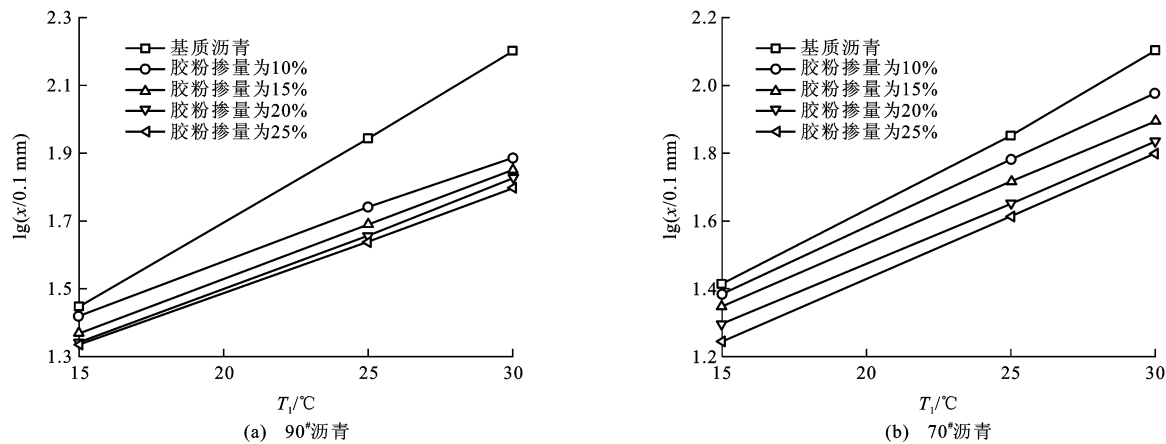 2.3
2.1
1.9
1.7
1.5
1.3
lg(x/0.1 mm)
基质沥青
胶粉掺量为10%
胶粉掺量为15%
胶粉掺量为20%
胶粉掺量为25%
15 20 25 30
T₁/℃
(a) 90#沥青
2.2
2.0
1.8
1.6
1.4
1.2
lg(x/0.1 mm)
基质沥青
胶粉掺量为10%
胶粉掺量为15%
胶粉掺量为20%
胶粉掺量为25%
15 20 25 30
T₁/℃
(b) 70#沥青